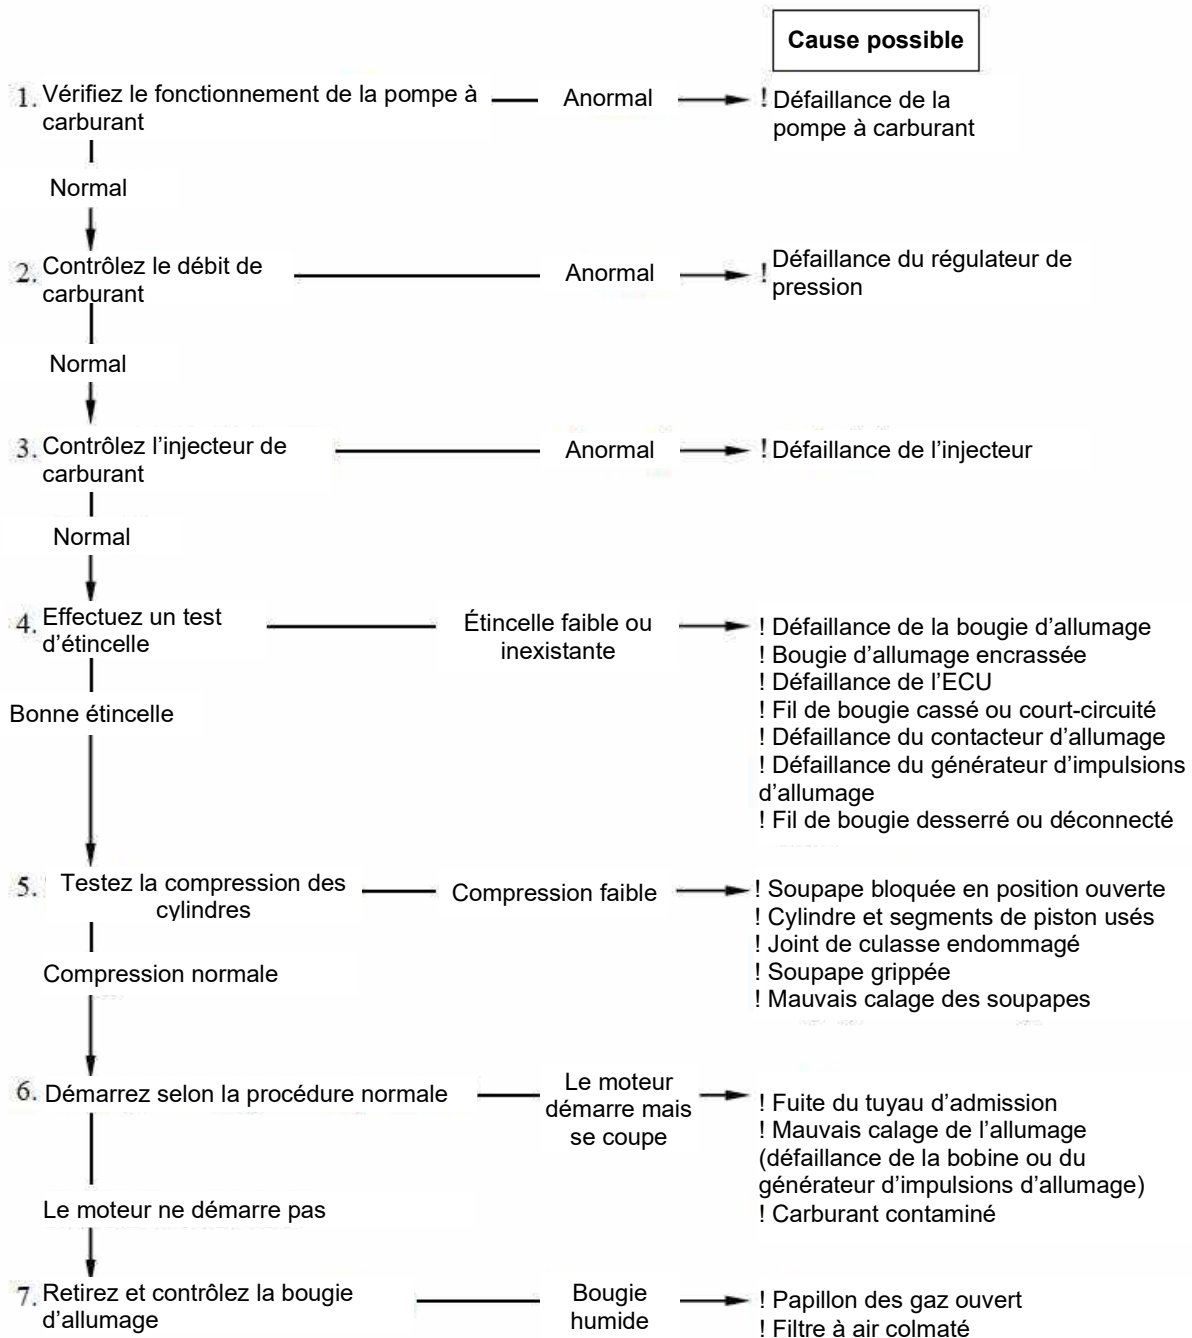 Cause possible
1. Vérifiez le fonctionnement de la pompe à
carburant
Anormal
! Défaillance de la
pompe à carburant
Normal
2. Contrôlez le débit de
carburant
Anormal
! Défaillance du régulateur de
pression
Normal
3. Contrôlez l’injecteur de
carburant
Anormal
! Défaillance de l’injecteur
Normal
4. Effectuez un test
d’étincelle
Étincelle faible ou
inexistante
! Défaillance de la bougie d’allumage
! Bougie d’allumage encrassée
! Défaillance de l’ECU
! Fil de bougie cassé ou court-circuité
! Défaillance du contacteur d’allumage
! Défaillance du générateur d’impulsions
d’allumage
! Fil de bougie desserré ou déconnecté
Bonne étincelle
5. Testez la compression des
cylindres
Compression faible
! Soupape bloquée en position ouverte
! Cylindre et segments de piston usés
! Joint de culasse endommagé
! Soupape grippée
! Mauvais calage des soupapes
Compression normale
6. Démarrez selon la procédure normale
Le moteur
démarre mais
se coupe
! Fuite du tuyau d’admission
! Mauvais calage de l’allumage
(défaillance de la bobine ou du
générateur d’impulsions d’allumage)
! Carburant contaminé
Le moteur ne démarre pas
7. Retirez et contrôlez la bougie
d’allumage
Bougie
humide
! Papillon des gaz ouvert
! Filtre à air colmaté